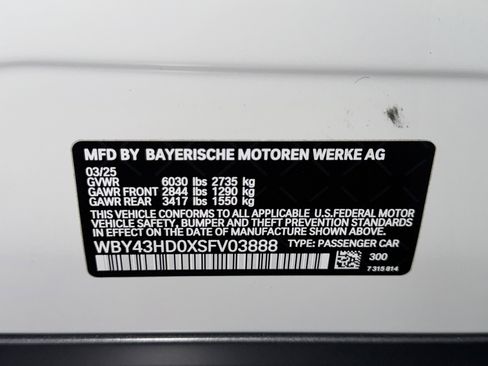 MFD BY BAYERISCHE MOTOREN WERKE AG
03/25
GVWR 6030 lbs 2735 kg
GAWR FRONT 2844 lbs 1290 kg
GAWR REAR 3417 lbs 1550 kg
THIS VEHICLE CONFORMS TO ALL APPLICABLE U.S.FEDERAL MOTOR
VEHICLE SAFETY, BUMPER AND THEFT PREVENTION STANDARDS
IN EFFECT ON THE DATE OF MANUFACTURE SHOWN ABOVE.
WBY43HD0XSFV03888 TYPE: PASSENGER CAR
300
7 315 814